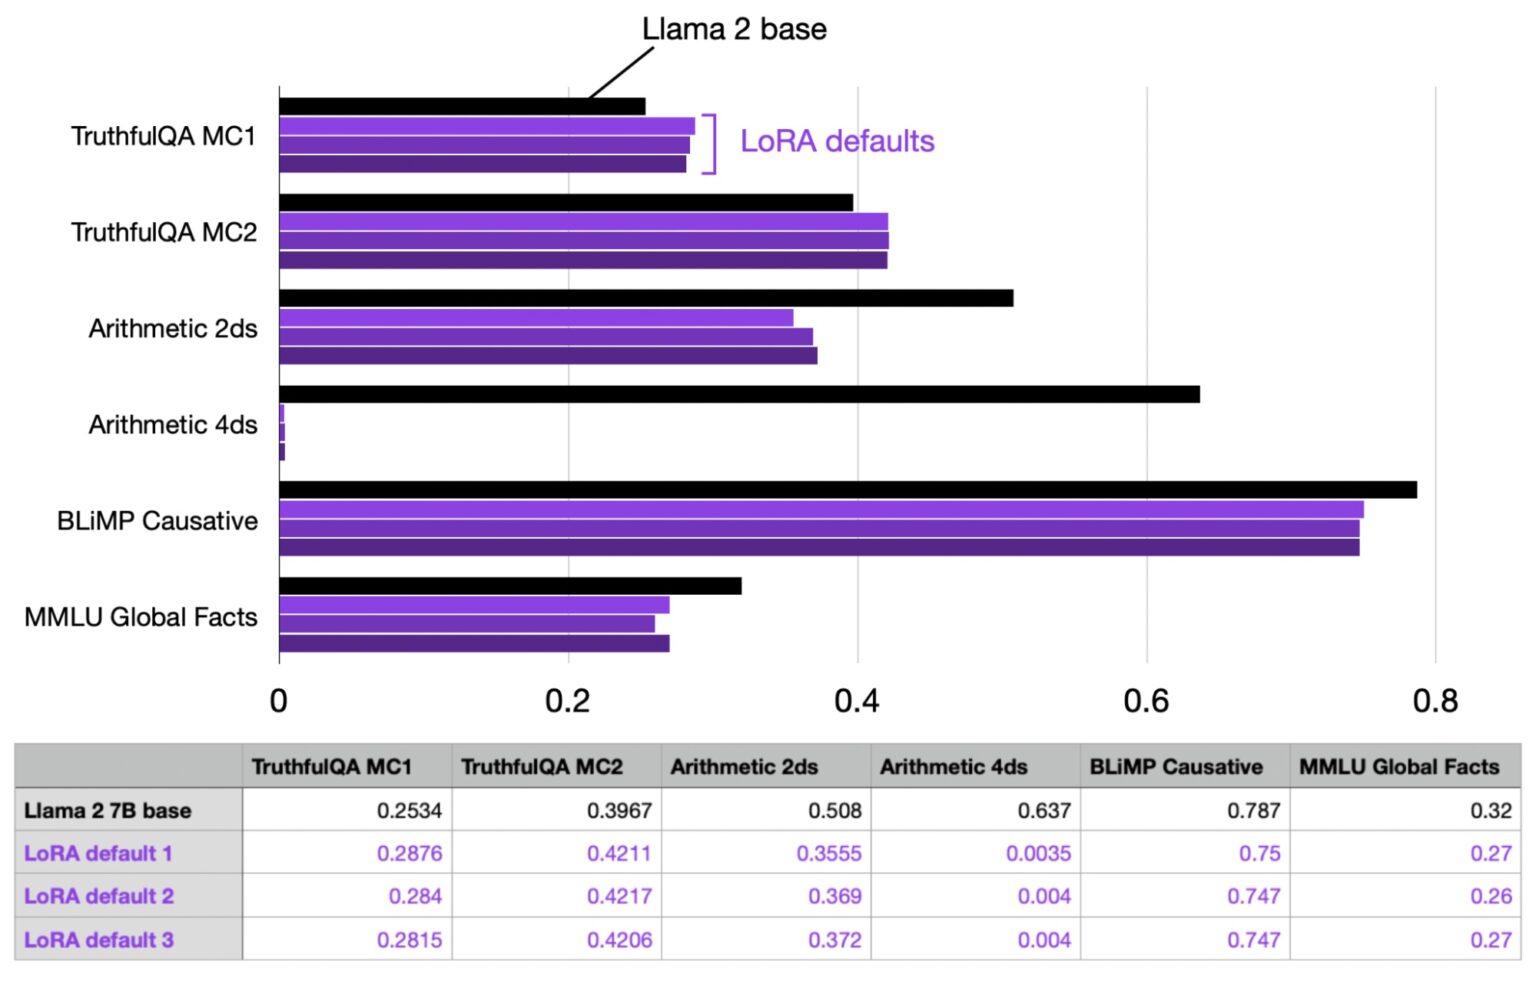 Llama 2 base
TruthfulQA MC1
LoRA defaults
TruthfulQA MC2
Arithmetic 2ds
Arithmetic 4ds
BLiMP Causative
MMLU Global Facts
0 0.2 0.4 0.6 0.8
TruthfulQA MC1 TruthfulQA MC2 Arithmetic 2ds Arithmetic 4ds BLiMP Causative MMLU Global Facts
Llama 2 7B base 0.2534 0.3967 0.508 0.637 0.787 0.32
LoRA default 1 0.2876 0.4211 0.3555 0.0035 0.75 0.27
LoRA default 2 0.284 0.4217 0.369 0.004 0.747 0.26
LoRA default 3 0.2815 0.4206 0.372 0.004 0.747 0.27